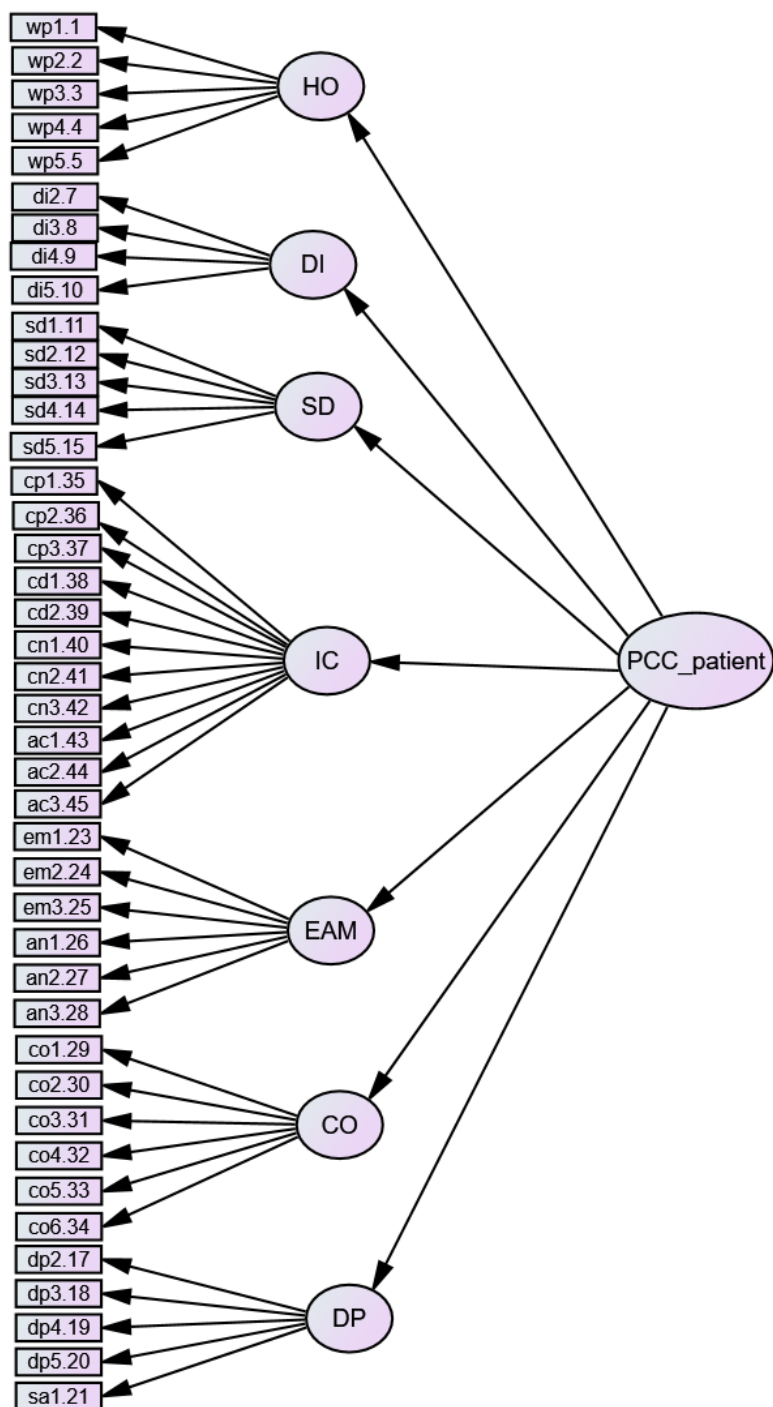 wp1.1
wp2.2
wp3.3
wp4.4
wp5.5
HO
di2.7
di3.8
di4.9
di5.10
DI
sd1.11
sd2.12
sd3.13
sd4.14
sd5.15
SD
cp1.35
cp2.36
cp3.37
cd1.38
cd2.39
cn1.40
cn2.41
cn3.42
ac1.43
ac2.44
ac3.45
IC
PCC_patient
em1.23
em2.24
em3.25
an1.26
an2.27
an3.28
EAM
co1.29
co2.30
co3.31
co4.32
co5.33
co6.34
CO
dp2.17
dp3.18
dp4.19
dp5.20
sa1.21
DP